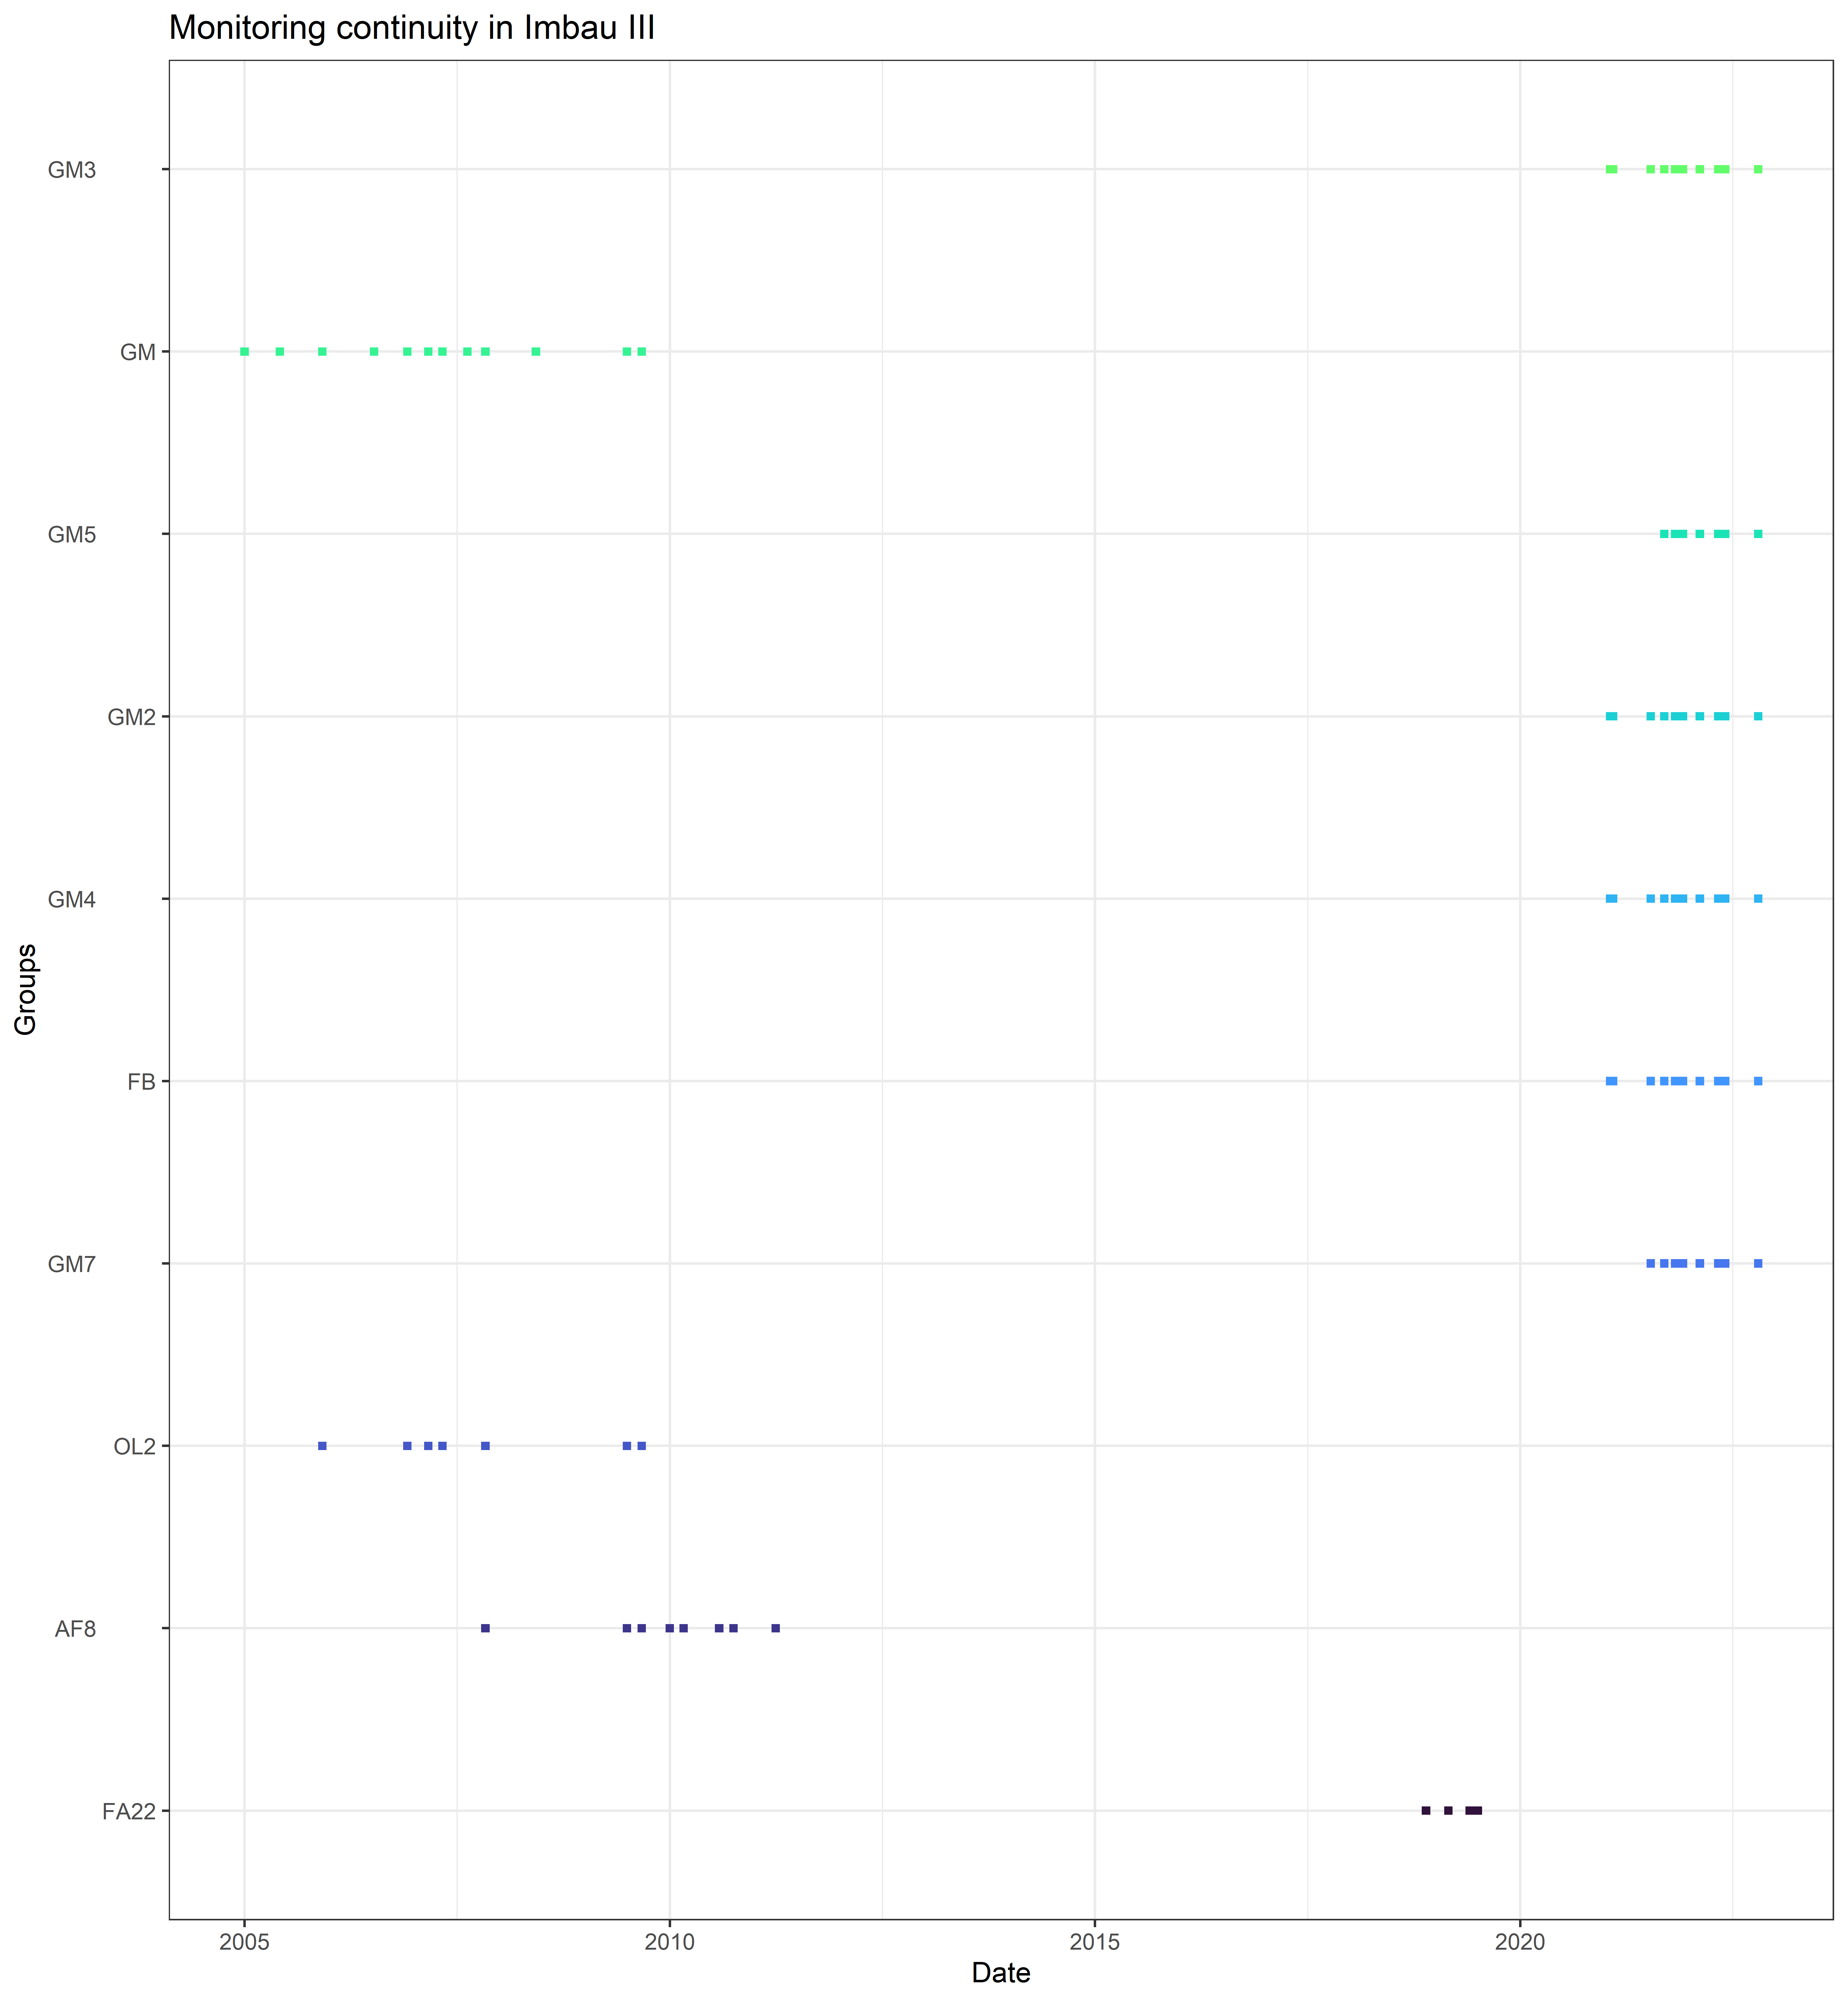 Monitoring continuity in Imbau III
GM3
GM
GM5
GM2
GM4
FB
GM7
OL2
AF8
FA22
Groups
2005 2010 2015 2020
Date